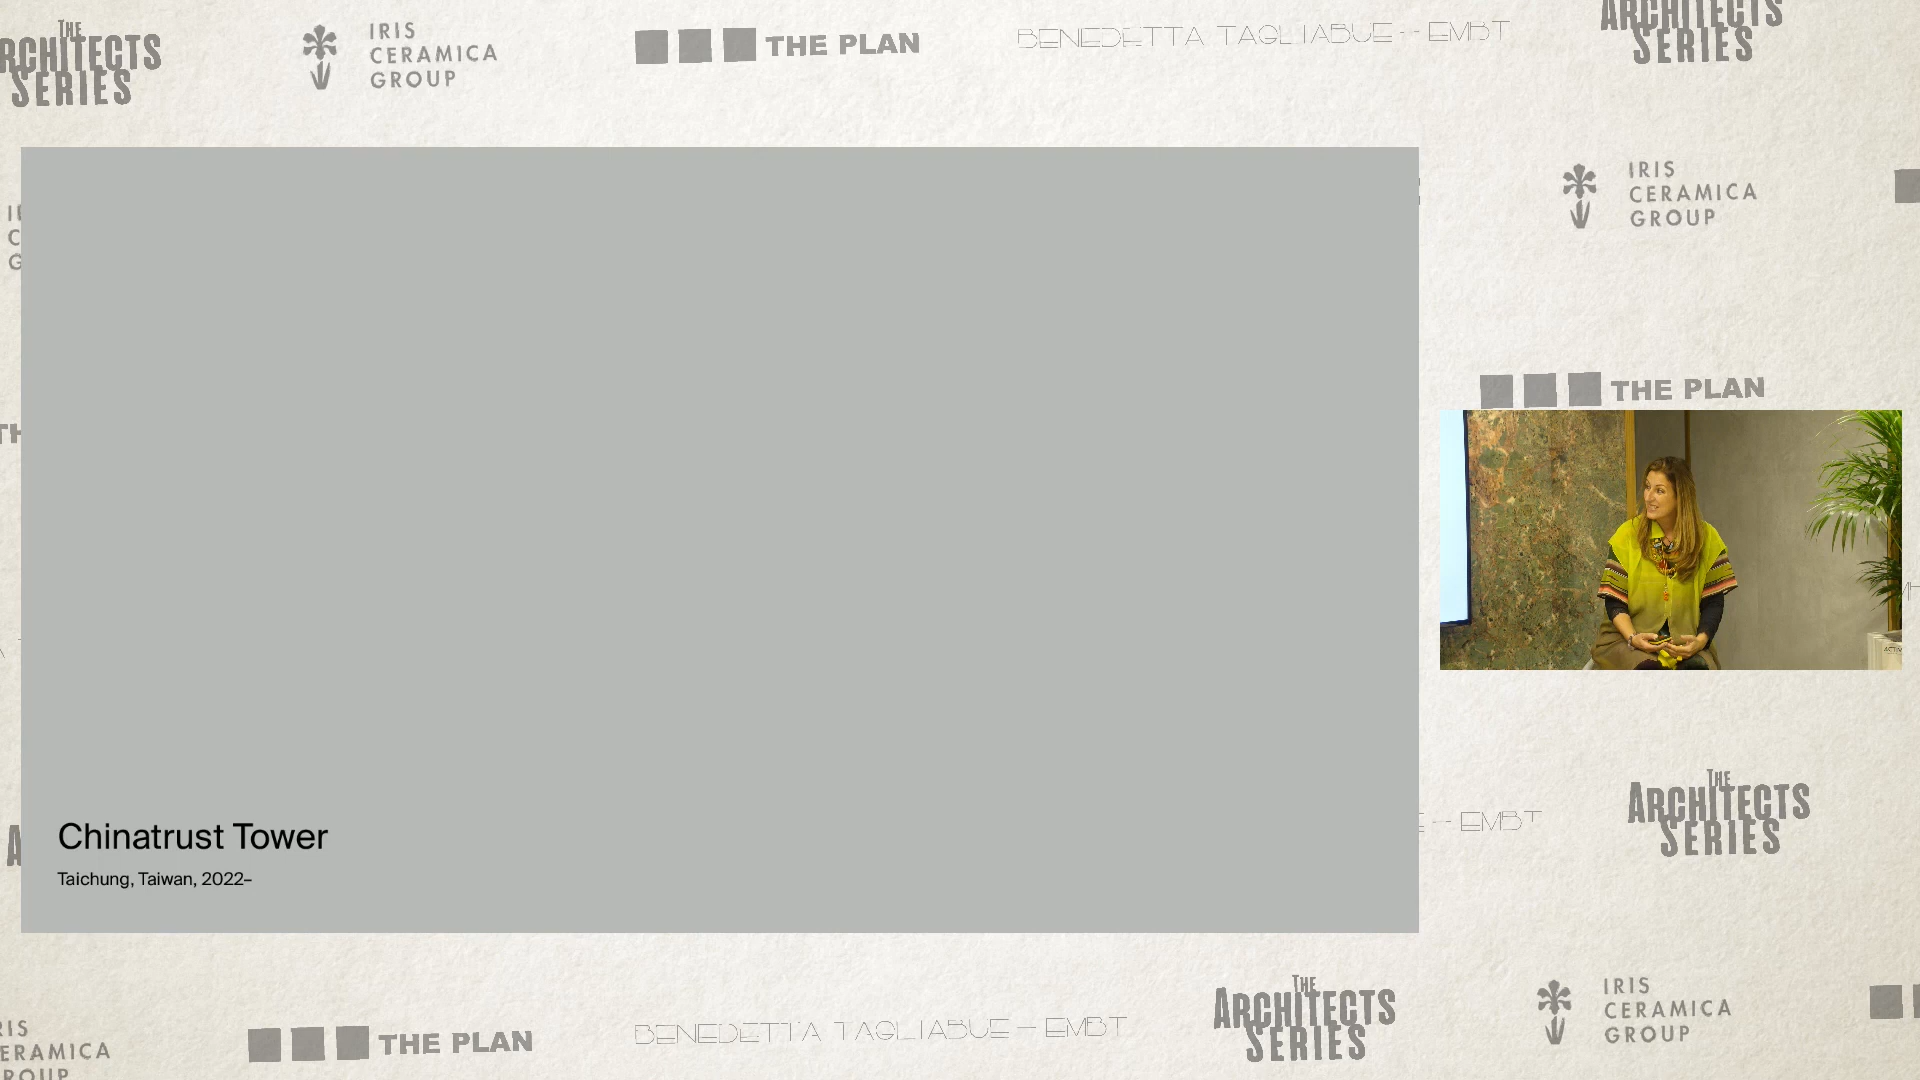 THE
ARCHITECTS
SERIES
IRIS
CERAMICA
GROUP
THE PLAN
BENEDETTA TAGLIABUE -- EMBT
ARCHITECTS
SERIES
IRIS
CERAMICA
GROUP
THE PLAN
Chinatrust Tower
Taichung, Taiwan, 2022–
-- EMBT
THE
ARCHITECTS
SERIES
CERAMICA
GROUP
THE PLAN
BENEDETTA TAGLIABUE -- EMBT
THE
ARCHITECTS
SERIES
IRIS
CERAMICA
GROUP